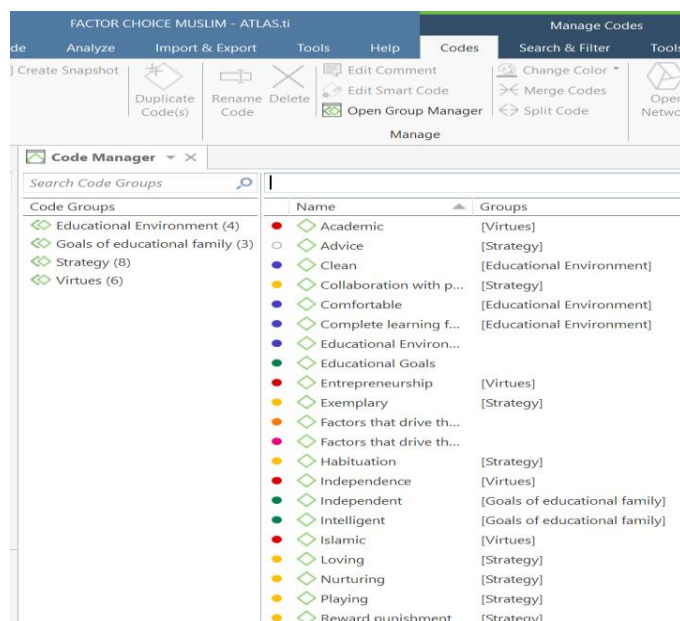 FACTOR CHOICE MUSLIM - ATLAS.ti Manage Codes
de Analyze Import & Export Tools Help Codes Search & Filter Tools
Create Snapshot
Duplicate Code(s)
Rename Code
Delete
Edit Comment
Edit Smart Code
Open Group Manager
Change Color
Merge Codes
Split Code
Manage
Code Manager
Search Code Groups
Code Groups
Educational Environment (4)
Goals of educational family (3)
Strategy (8)
Virtues (6)
Name Groups
Academic [Virtues]
Advice [Strategy]
Clean [Educational Environment]
Collaboration with p... [Strategy]
Comfortable [Educational Environment]
Complete learning f... [Educational Environment]
Educational Environ...
Educational Goals
Entrepreneurship [Virtues]
Exemplary [Strategy]
Factors that drive th...
Factors that drive th...
Habituation [Strategy]
Independence [Virtues]
Independent [Goals of educational family]
Intelligent [Goals of educational family]
Islamic [Virtues]
Loving [Strategy]
Nurturing [Strategy]
Playing [Strategy]
Reward punishment [Strategy]